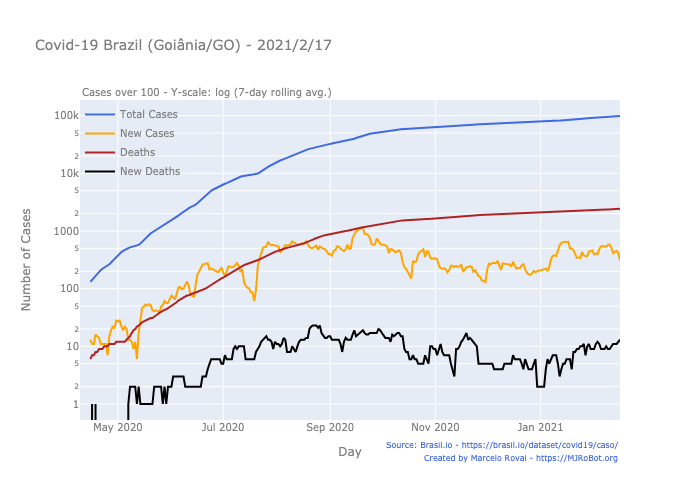 Covid-19 Brazil (Goiânia/GO) - 2021/2/17
Cases over 100 - Y-scale: log (7-day rolling avg.)
Total Cases
New Cases
Deaths
New Deaths
100k
5
2
10k
5
2
1000
5
2
100
5
2
10
5
2
1
Number of Cases
May 2020
Jul 2020
Sep 2020
Nov 2020
Jan 2021
Day
Source: Brasil.io - https://brasil.io/dataset/covid19/caso/
Created by Marcelo Rovai - https://MJRoBot.org